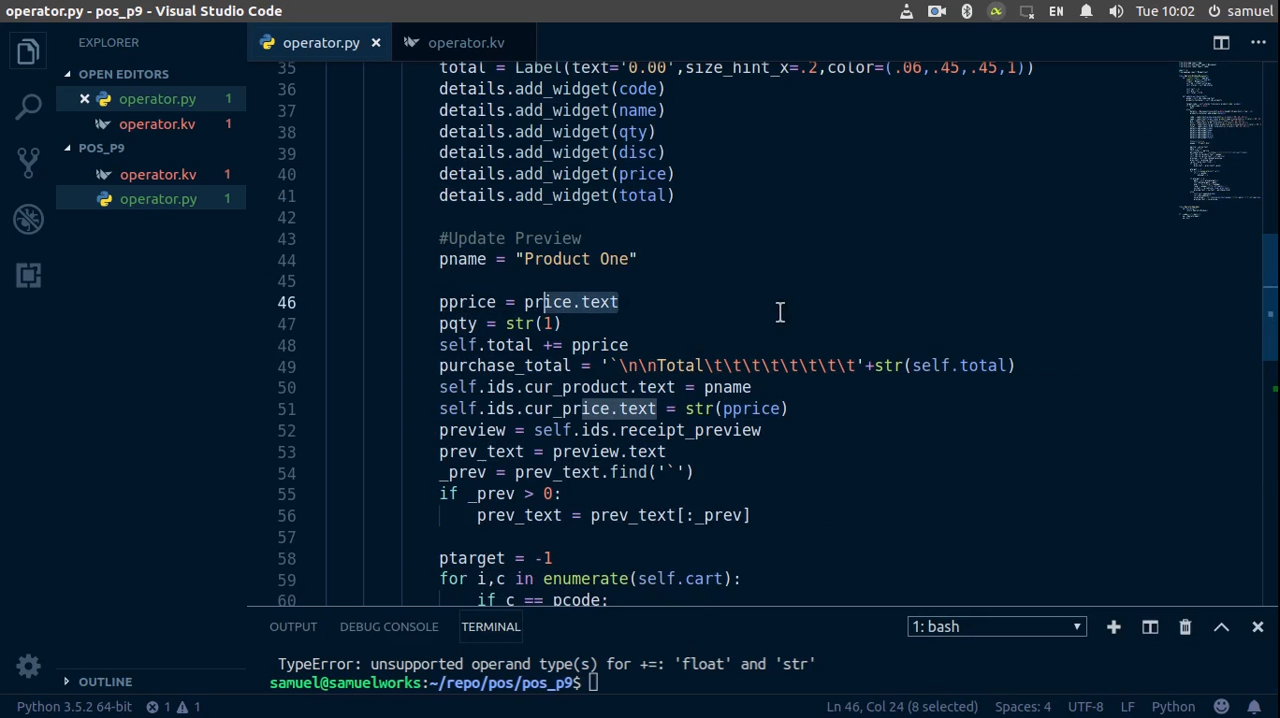 operator.py - pos_p9 - Visual Studio Code
EN
Tue 10:02
samuel
EXPLORER
operator.py
operator.kv
OPEN EDITORS
operator.py 1
operator.kv 1
POS_P9
operator.kv 1
operator.py 1
35 total = Label(text='0.00',size_hint_x=.2,color=(.06,.45,.45,1))
36 details.add_widget(code)
37 details.add_widget(name)
38 details.add_widget(qty)
39 details.add_widget(disc)
40 details.add_widget(price)
41 details.add_widget(total)
42
43 #Update Preview
44 pname = "Product One"
45
46 pprice = price.text
47 pqty = str(1)
48 self.total += pprice
49 purchase_total = '`\n\nTotal\t\t\t\t\t\t\t\t'+str(self.total)
50 self.ids.cur_product.text = pname
51 self.ids.cur_price.text = str(pprice)
52 preview = self.ids.receipt_preview
53 prev_text = preview.text
54 _prev = prev_text.find('`')
55 if _prev > 0:
56 prev_text = prev_text[:_prev]
57
58 ptarget = -1
59 for i,c in enumerate(self.cart):
60 if c == pcode:
OUTPUT DEBUG CONSOLE TERMINAL 1: bash
TypeError: unsupported operand type(s) for +=: 'float' and 'str'
samuel@samuelworks:~/repo/pos/pos_p9$
OUTLINE
Python 3.5.2 64-bit 1 1 Ln 46, Col 24 (8 selected) Spaces: 4 UTF-8 LF Python